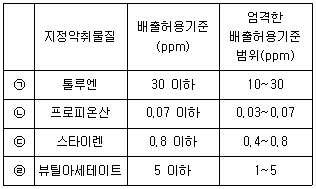 지정악취물질 배출허용기준 (ppm) 엄격한 배출허용기준 범위(ppm)
㉠ 톨루엔 30 이하 10~30
㉡ 프로피온산 0.07 이하 0.03~0.07
㉢ 스타이렌 0.8 이하 0.4~0.8
㉣ 뷰틸아세테이트 5 이하 1~5